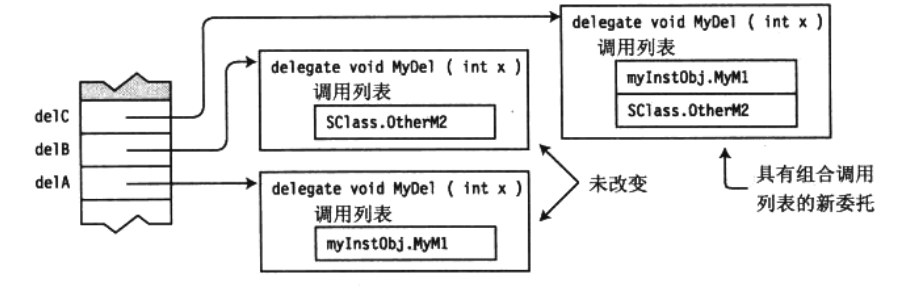 delC
delB
delA
delegate void MyDel ( int x )
调用列表
SClass.OtherM2
delegate void MyDel ( int x )
调用列表
myInstObj.MyM1
delegate void MyDel ( int x )
调用列表
myInstObj.MyM1
SClass.OtherM2
未改变
具有组合调用
列表的新委托